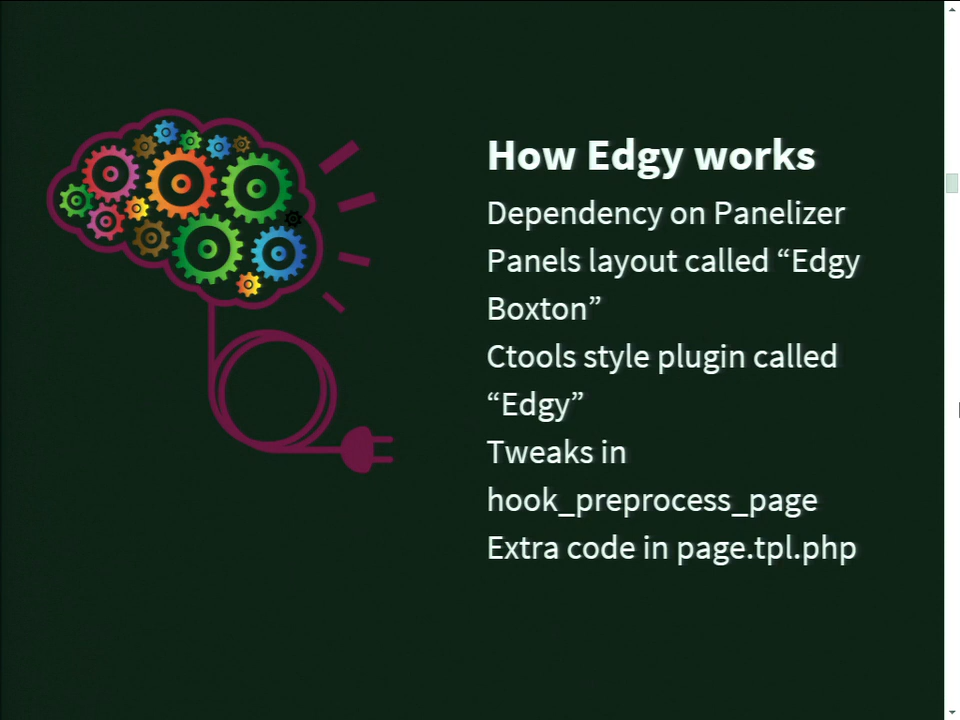 How Edgy works
Dependency on Panelizer
Panels layout called “Edgy
Boxton”
Ctools style plugin called
“Edgy”
Tweaks in
hook_preprocess_page
Extra code in page.tpl.php